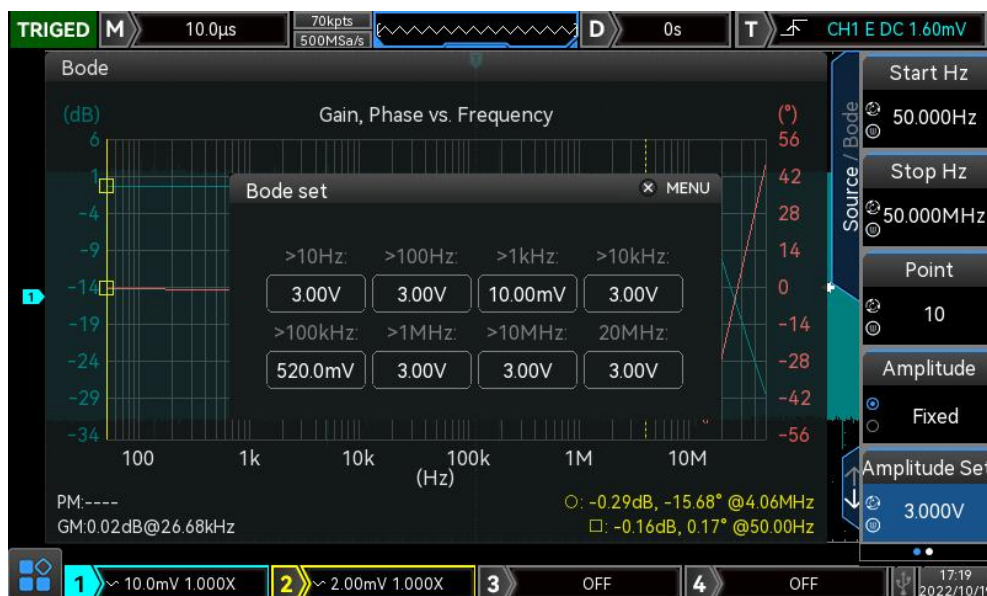 TRIGED M 10.0µs 70kpts D 0s T CH1 E DC 1.60mV
500MSa/s
Bode
Gain, Phase vs. Frequency
(dB)
6
1
-4
-9
-14
-19
-24
-29
-34
(°)
56
42
28
14
0
-14
-28
-42
-56
100 1k 10k 100k 1M 10M
(Hz)
Bode set MENU
>10Hz: >100Hz: >1kHz: >10kHz:
3.00V 3.00V 10.00mV 3.00V
>100kHz: >1MHz: >10MHz: 20MHz:
520.0mV 3.00V 3.00V 3.00V
PM:----
GM:0.02dB@26.68kHz
○: -0.29dB, -15.68° @4.06MHz
□: -0.16dB, 0.17° @50.00Hz
Source / Bode
Start Hz
50.000Hz
Stop Hz
50.000MHz
Point
10
Amplitude
Fixed
Amplitude Set
3.000V
1
1 10.0mV 1.000X 2 2.00mV 1.000X 3 OFF 4 OFF
17:19
2022/10/19